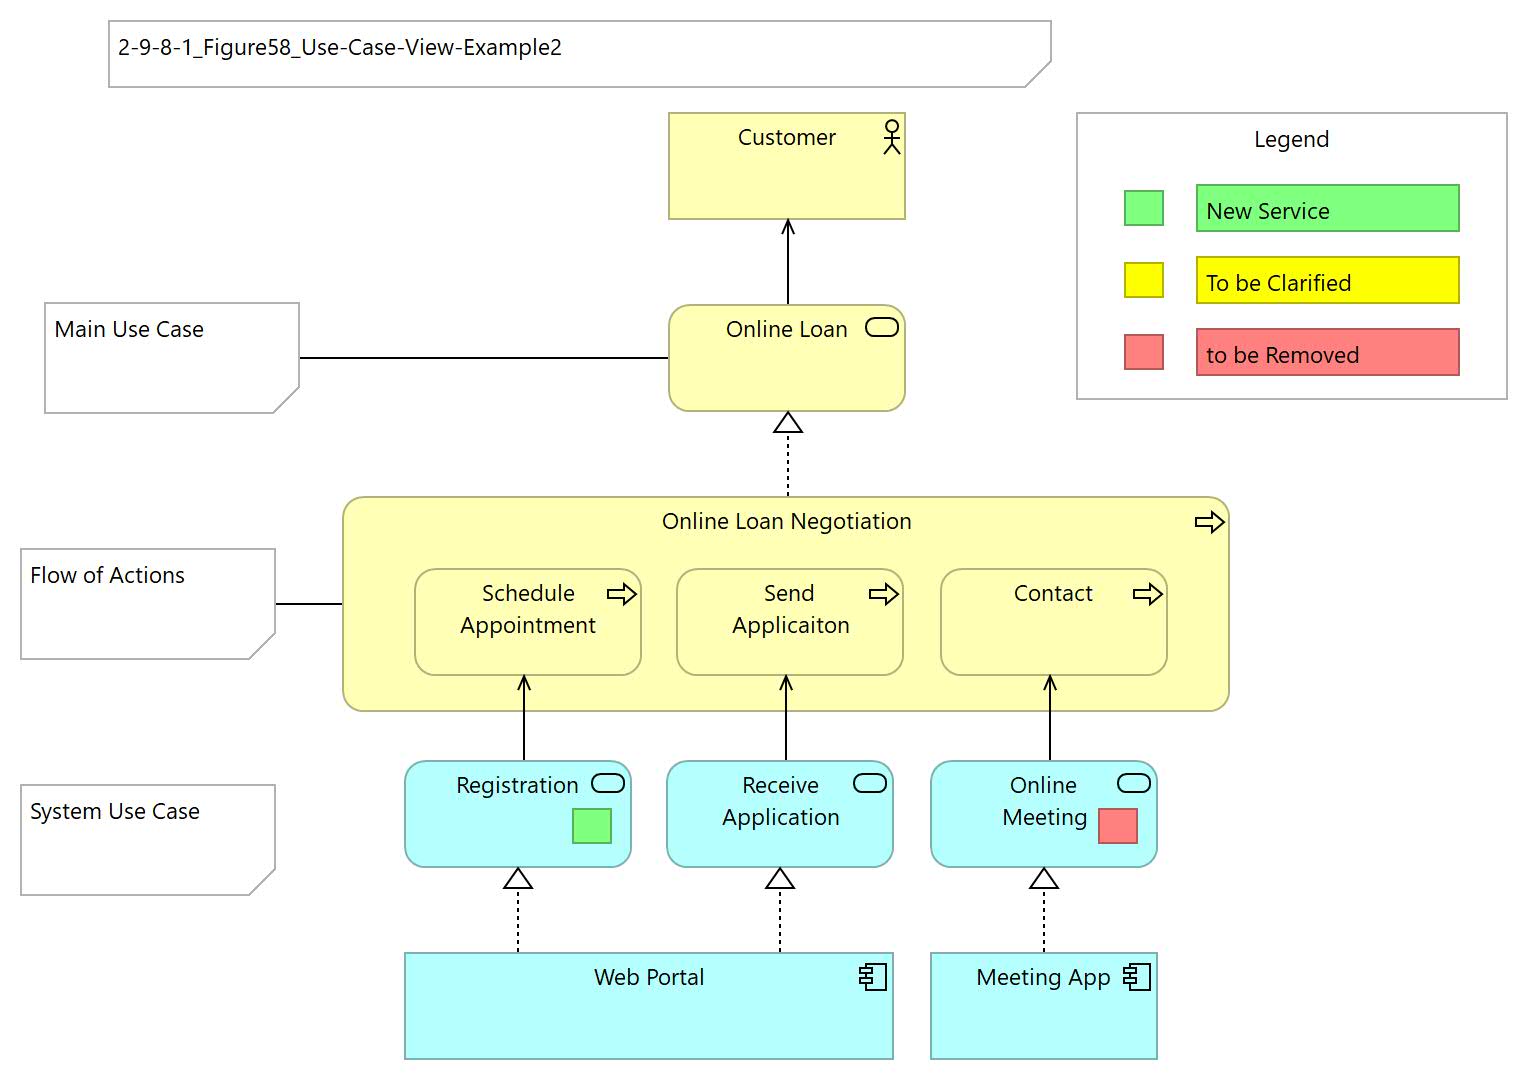 2-9-8-1_Figure58_Use-Case-View-Example2
Customer
Legend
New Service
To be Clarified
to be Removed
Main Use Case
Online Loan
Online Loan Negotiation
Flow of Actions
Schedule
Appointment
Send
Applicaiton
Contact
System Use Case
Registration
Receive
Application
Online
Meeting
Web Portal
Meeting App